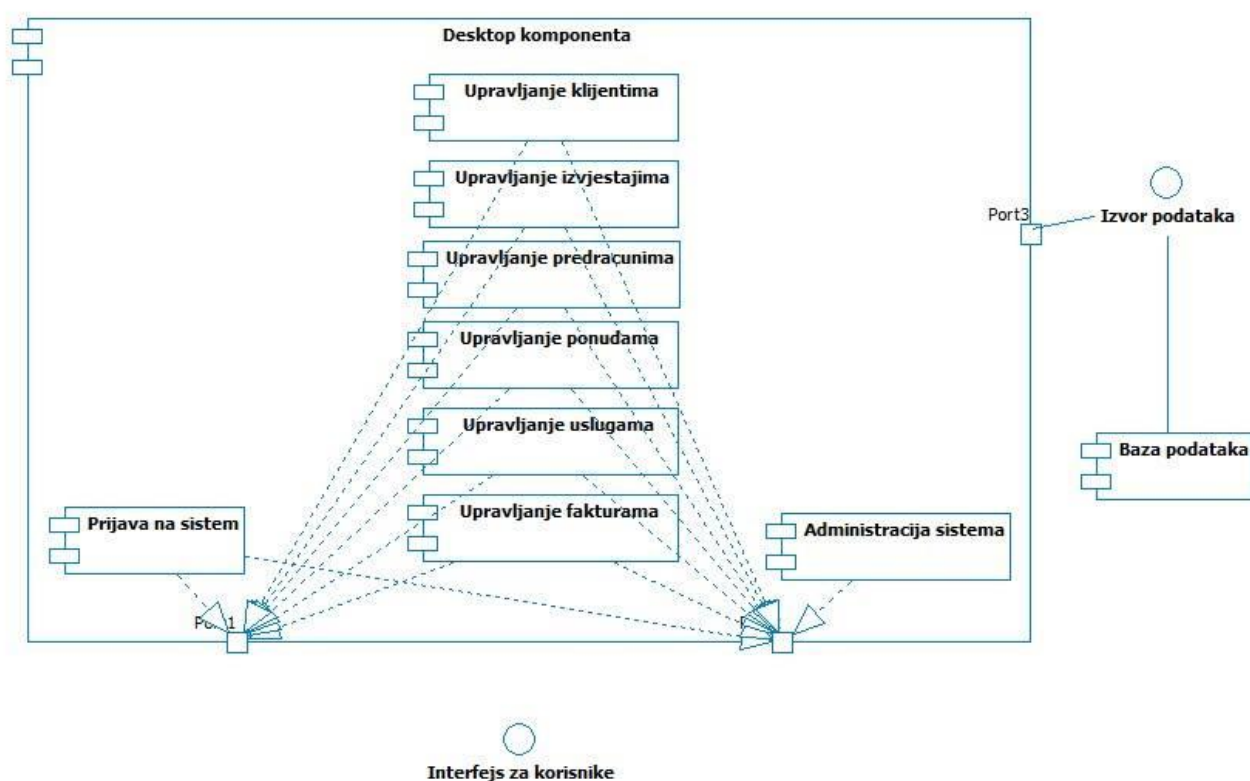 Desktop komponenta
Upravljanje klijentima
Upravljanje izvjestajima
Upravljanje predracunima
Upravljanje ponudama
Upravljanje uslugama
Upravljanje fakturama
Prijava na sistem
Administracija sistema
Port3
Izvor podataka
Baza podataka
Interfejs za korisnike